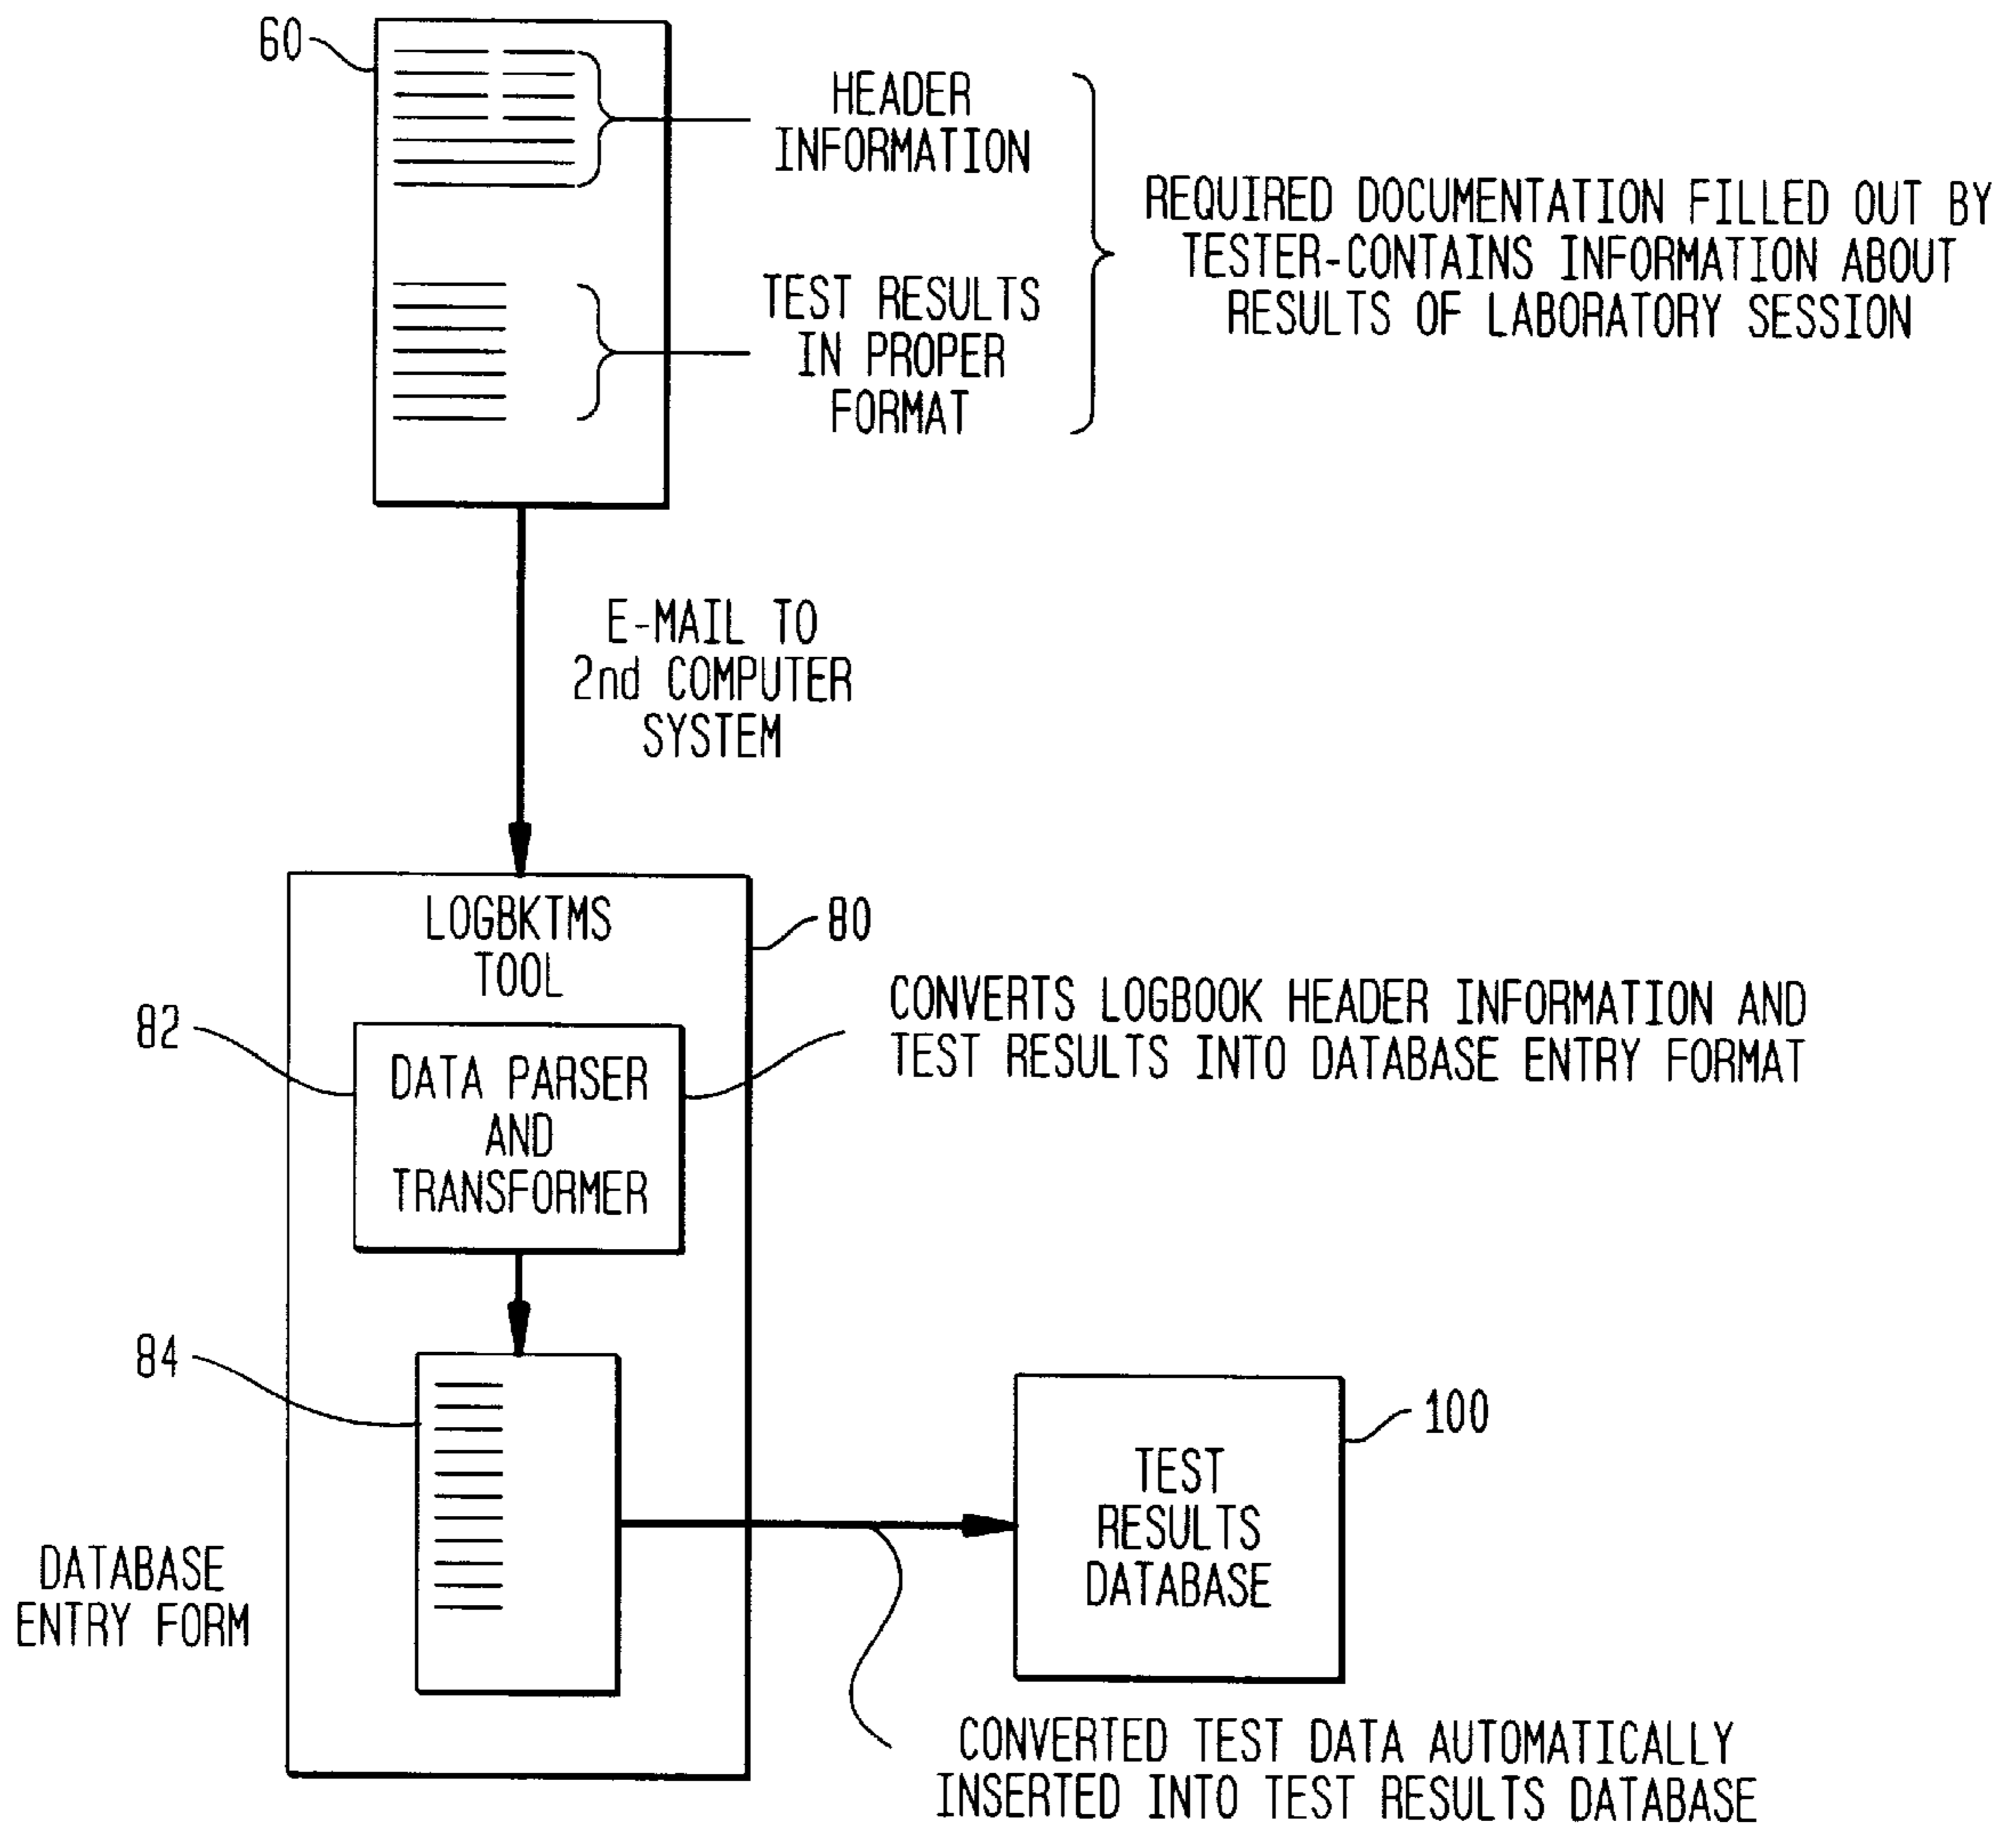 60
HEADER
INFORMATION
REQUIRED DOCUMENTATION FILLED OUT BY
TESTER-CONTAINS INFORMATION ABOUT
RESULTS OF LABORATORY SESSION
TEST RESULTS
IN PROPER
FORMAT
E-MAIL TO
2nd COMPUTER
SYSTEM
LOGBKTMS
TOOL
80
82
CONVERTS LOGBOOK HEADER INFORMATION AND
TEST RESULTS INTO DATABASE ENTRY FORMAT
DATA PARSER
AND
TRANSFORMER
84
100
TEST
RESULTS
DATABASE
DATABASE
ENTRY FORM
CONVERTED TEST DATA AUTOMATICALLY
INSERTED INTO TEST RESULTS DATABASE